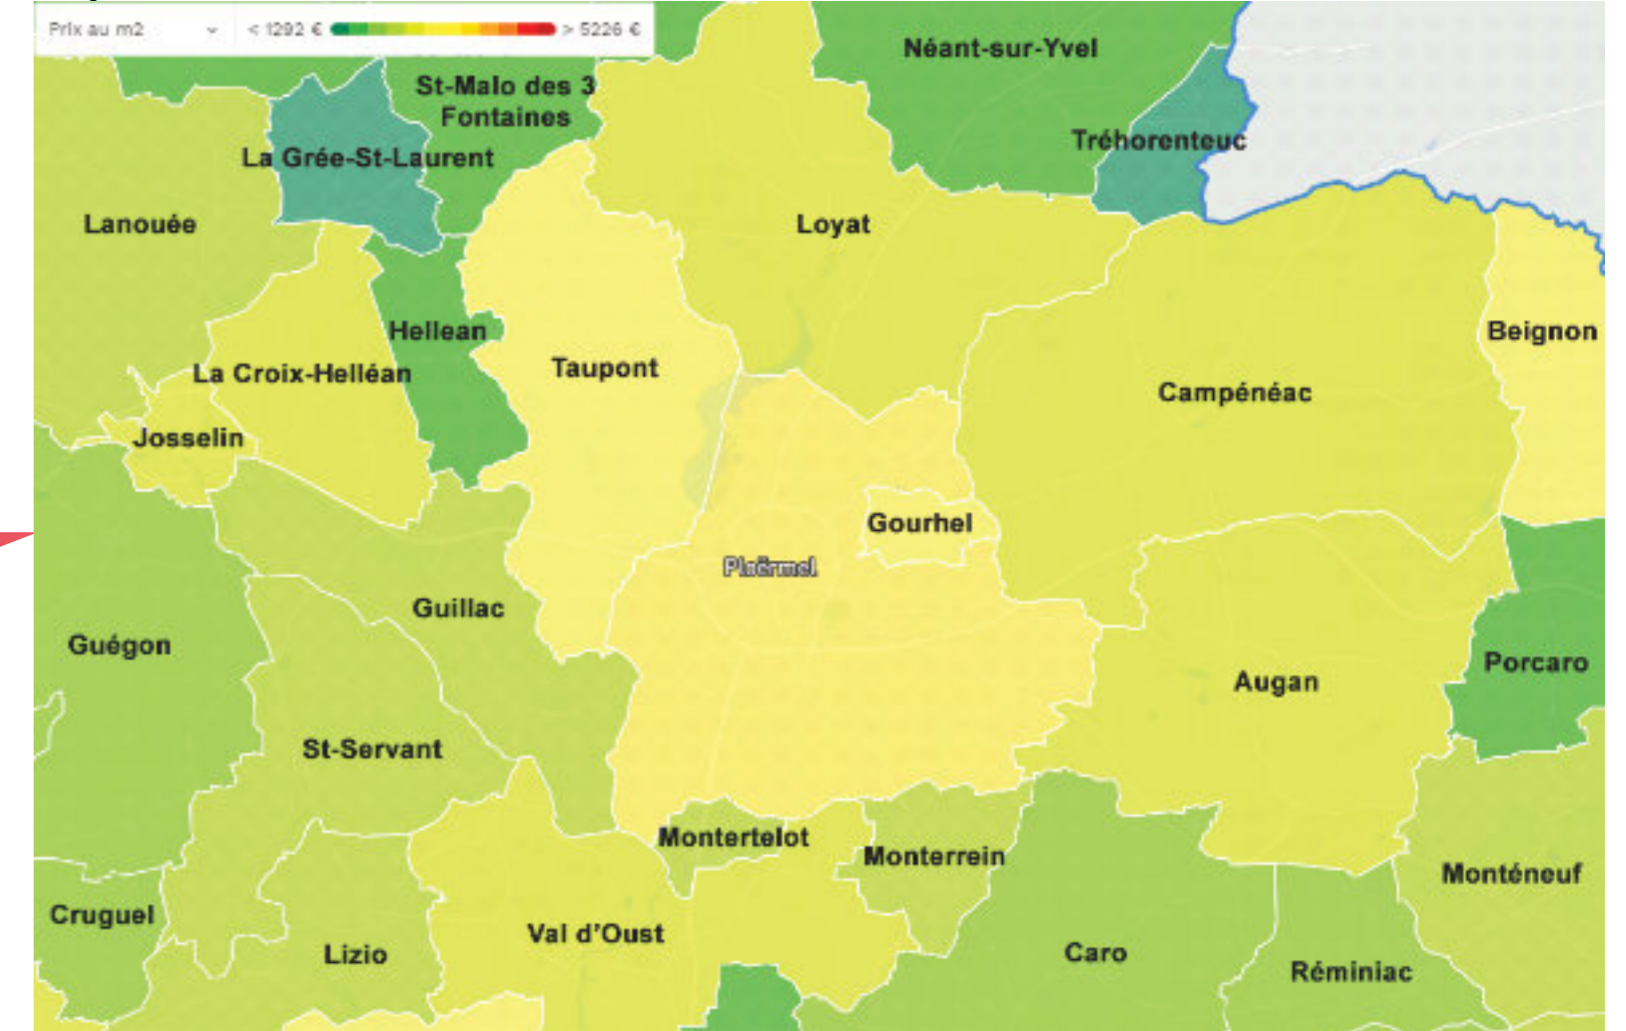 Prix au m2
< 1292 €
> 5226 €
Néant-sur-Yvel
St-Malo des 3
Fontaines
Tréhorenteuc
La Grée-St-Laurent
Lanouée
Loyat
Hellean
Beignon
Taupont
La Croix-Helléan
Campénéac
Josselin
Gourhel
Ploërmel
Guillac
Guégon
Porcaro
Augan
St-Servant
Montertelot
Monterrein
Monténeuf
Cruguel
Val d’Oust
Lizio
Caro
Réminiac